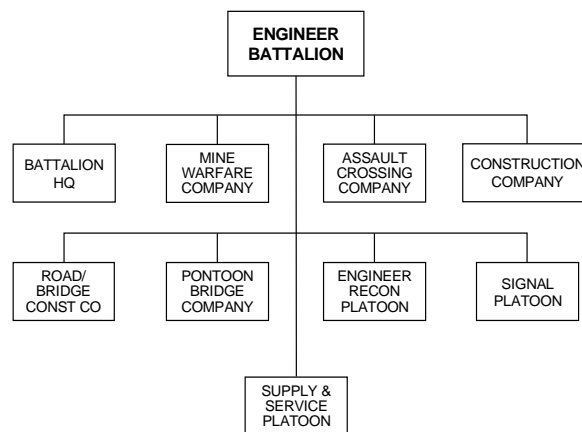 ENGINEER
BATTALION
BATTALION
HQ
MINE
WARFARE
COMPANY
ASSAULT
CROSSING
COMPANY
CONSTRUCTION
COMPANY
ROAD/
BRIDGE
CONST CO
PONTOON
BRIDGE
COMPANY
ENGINEER
RECON
PLATOON
SIGNAL
PLATOON
SUPPLY &
SERVICE
PLATOON